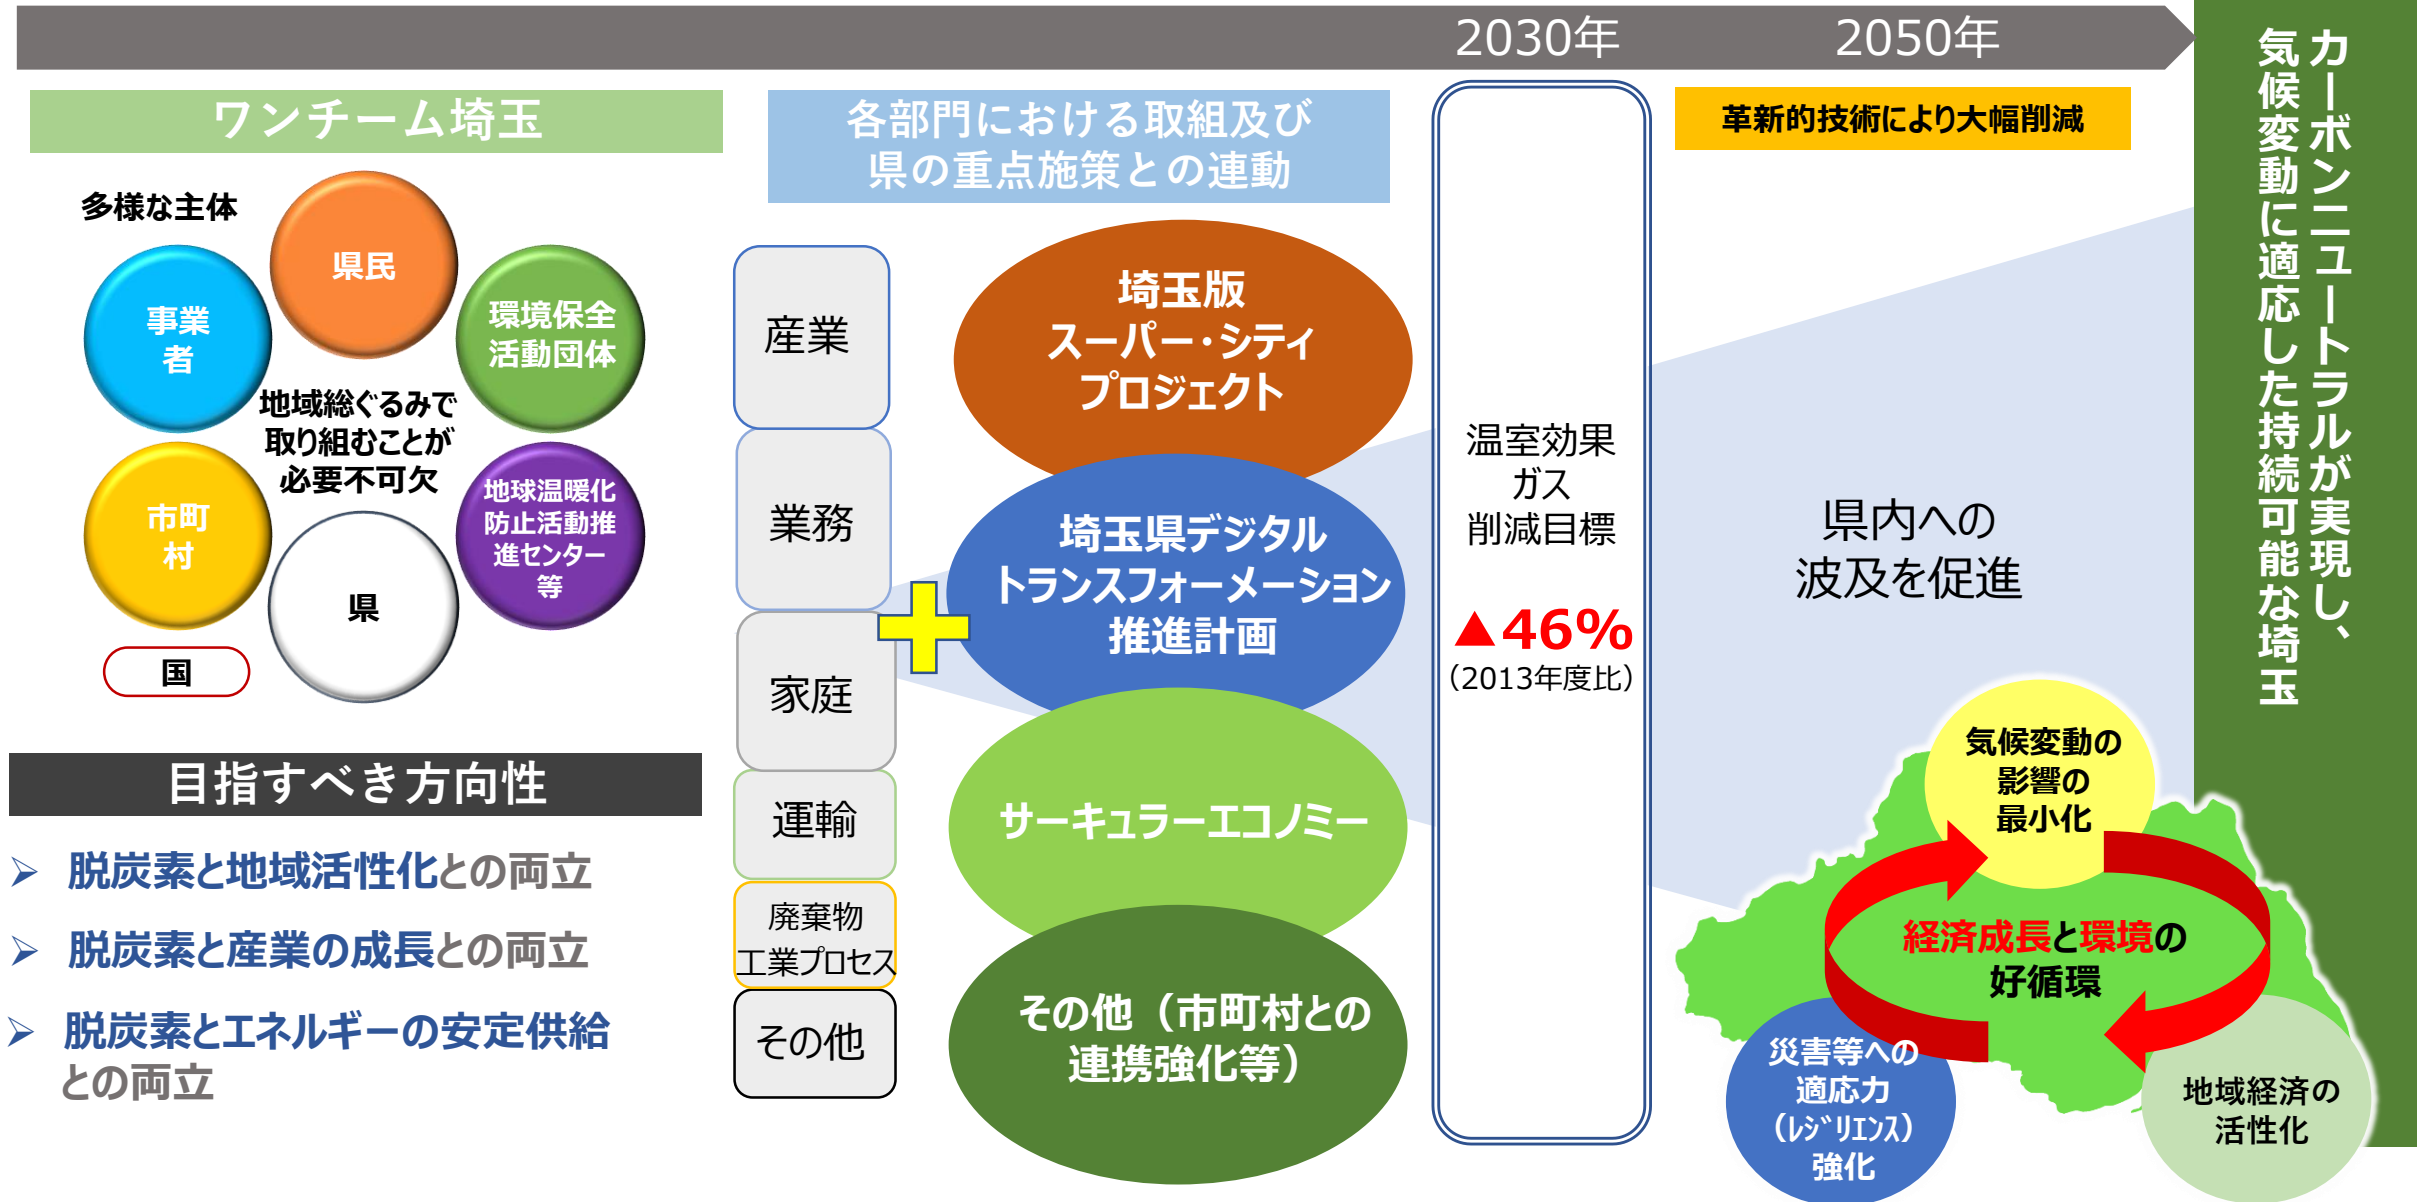 2030年
2050年
ワンチーム埼玉
多様な主体
県民
事業
者
環境保全
活動団体
地域総ぐるみで
取り組むことが
必要不可欠
市町
村
地球温暖化
防止活動推
進センター
等
県
国
目指すべき方向性
➢ 脱炭素と地域活性化との両立
➢ 脱炭素と産業の成長との両立
➢ 脱炭素とエネルギーの安定供給
との両立
各部門における取組及び
県の重点施策との連動
産業
業務
家庭
運輸
廃棄物
工業プロセス
その他
埼玉版
スーパー・シティ
プロジェクト
埼玉県デジタル
トランスフォーメーション
推進計画
サーキュラーエコノミー
その他（市町村との
連携強化等）
温室効果
ガス
削減目標
▲46%
（2013年度比）
革新的技術により大幅削減
県内への
波及を促進
気候変動の
影響の
最小化
経済成長と環境の
好循環
災害等への
適応力
（ﾚｼﾞﾘｴﾝｽ）
強化
地域経済の
活性化
カーボンニュートラルが実現し、
気候変動に適応した持続可能な埼玉